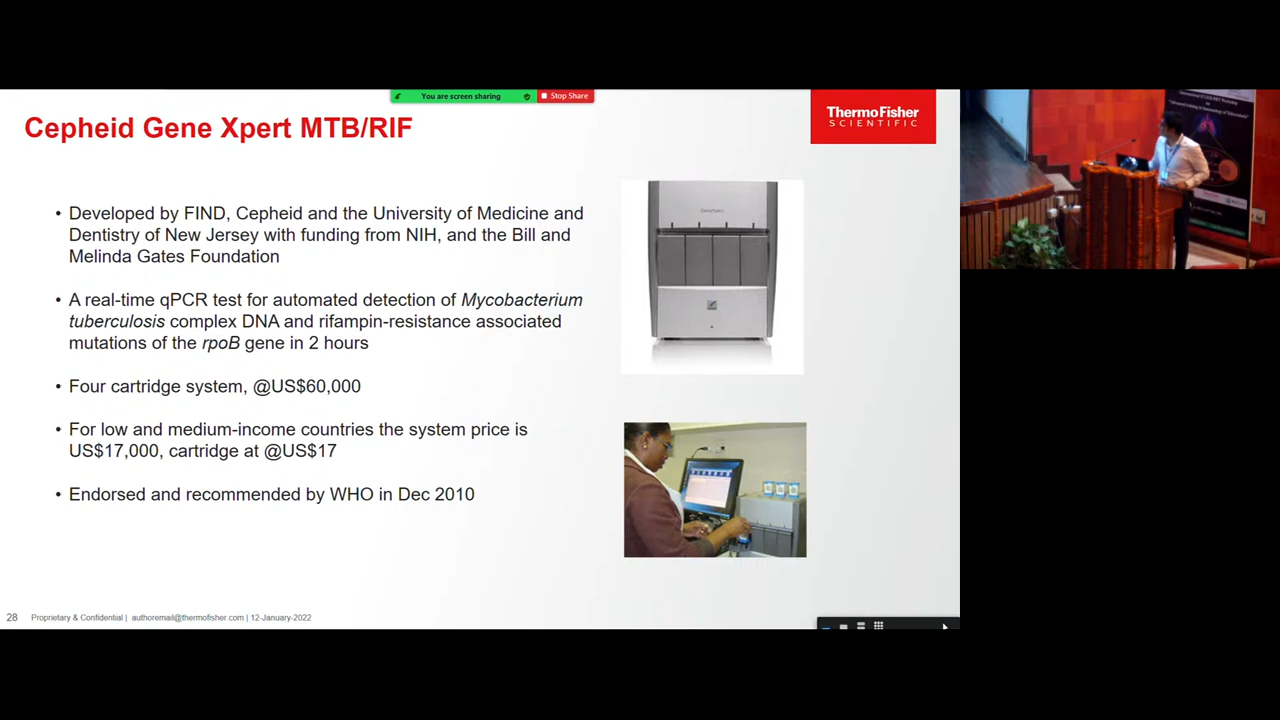 You are screen sharing
Stop Share
Cepheid Gene Xpert MTB/RIF
ThermoFisher
SCIENTIFIC
• Developed by FIND, Cepheid and the University of Medicine and
Dentistry of New Jersey with funding from NIH, and the Bill and
Melinda Gates Foundation
• A real-time qPCR test for automated detection of Mycobacterium
tuberculosis complex DNA and rifampin-resistance associated
mutations of the rpoB gene in 2 hours
• Four cartridge system, @US$60,000
• For low and medium-income countries the system price is
US$17,000, cartridge at @US$17
• Endorsed and recommended by WHO in Dec 2010
28 Proprietary & Confidential | authoremail@thermofisher.com | 12-January-2022